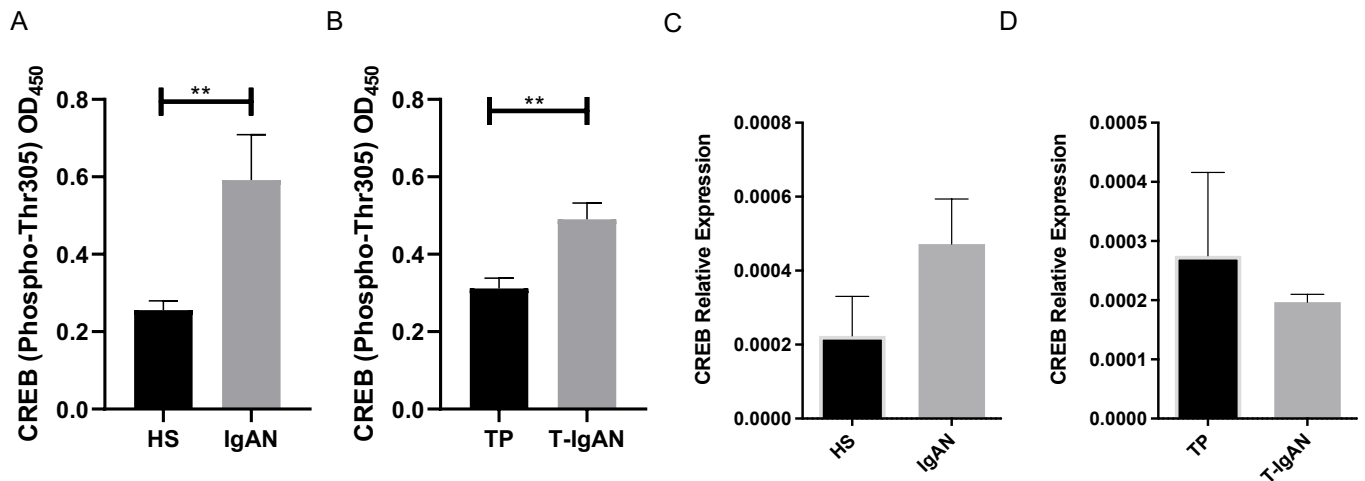 A
CREB (Phospho-Thr305) OD450
0.8
0.6
0.4
0.2
0.0
**
HS
IgAN
B
CREB (Phospho-Thr305) OD450
0.8
0.6
0.4
0.2
0.0
**
TP
T-IgAN
C
CREB Relative Expression
0.0008
0.0006
0.0004
0.0002
0.0000
HS
IgAN
D
CREB Relative Expression
0.0005
0.0004
0.0003
0.0002
0.0001
0.0000
TP
T-IgAN